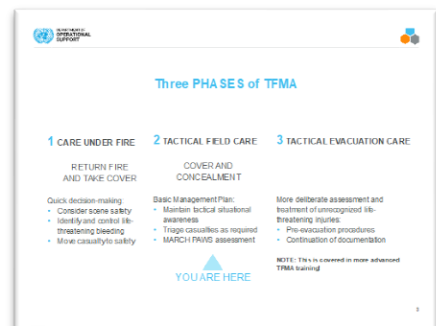 DEPARTMENT OF
OPERATIONAL
SUPPORT
Three PHASES of TFMA
1 CARE UNDER FIRE
RETURN FIRE
AND TAKE COVER
Quick decision-making:
• Consider scene safety
• Identify and control life-
threatening bleeding
• Move casualty to safety
2 TACTICAL FIELD CARE
COVER AND
CONCEALMENT
Basic Management Plan:
• Maintain tactical situational
awareness
• Triage casualties as required
• MARCH PAWS assessment
YOU ARE HERE
3 TACTICAL EVACUATION CARE
More deliberate assessment and
treatment of unrecognized life-
threatening injuries:
• Pre-evacuation procedures
• Continuation of documentation
NOTE: This is covered in more advanced
TFMA training!